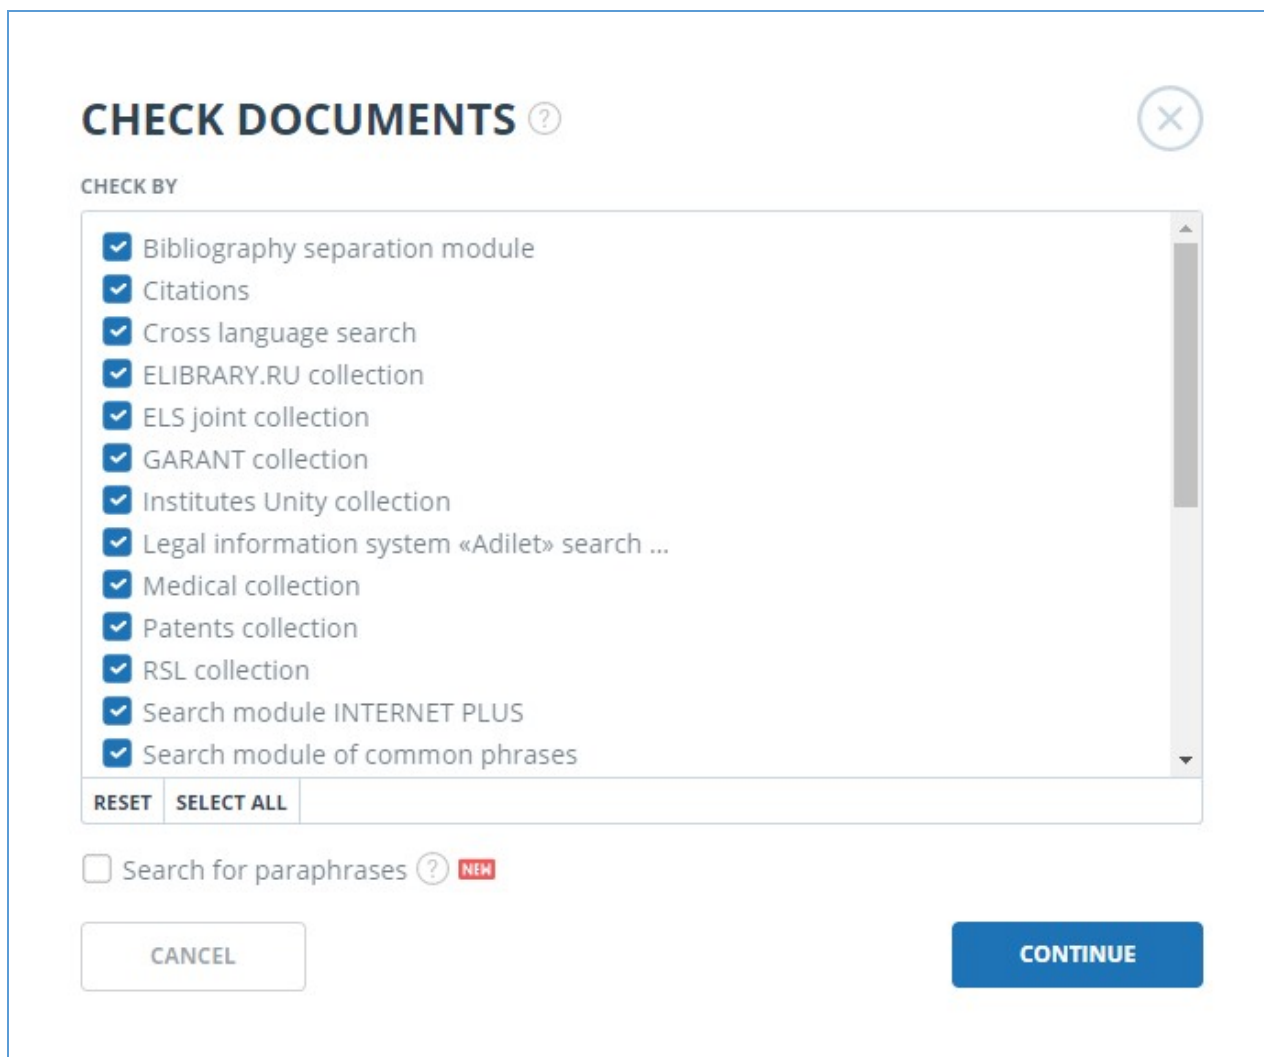 CHECK DOCUMENTS ?
CHECK BY
Bibliography separation module
Citations
Cross language search
ELIBRARY.RU collection
ELS joint collection
GARANT collection
Institutes Unity collection
Legal information system «Adilet» search ...
Medical collection
Patents collection
RSL collection
Search module INTERNET PLUS
Search module of common phrases
RESET SELECT ALL
Search for paraphrases ? NEW
CANCEL CONTINUE